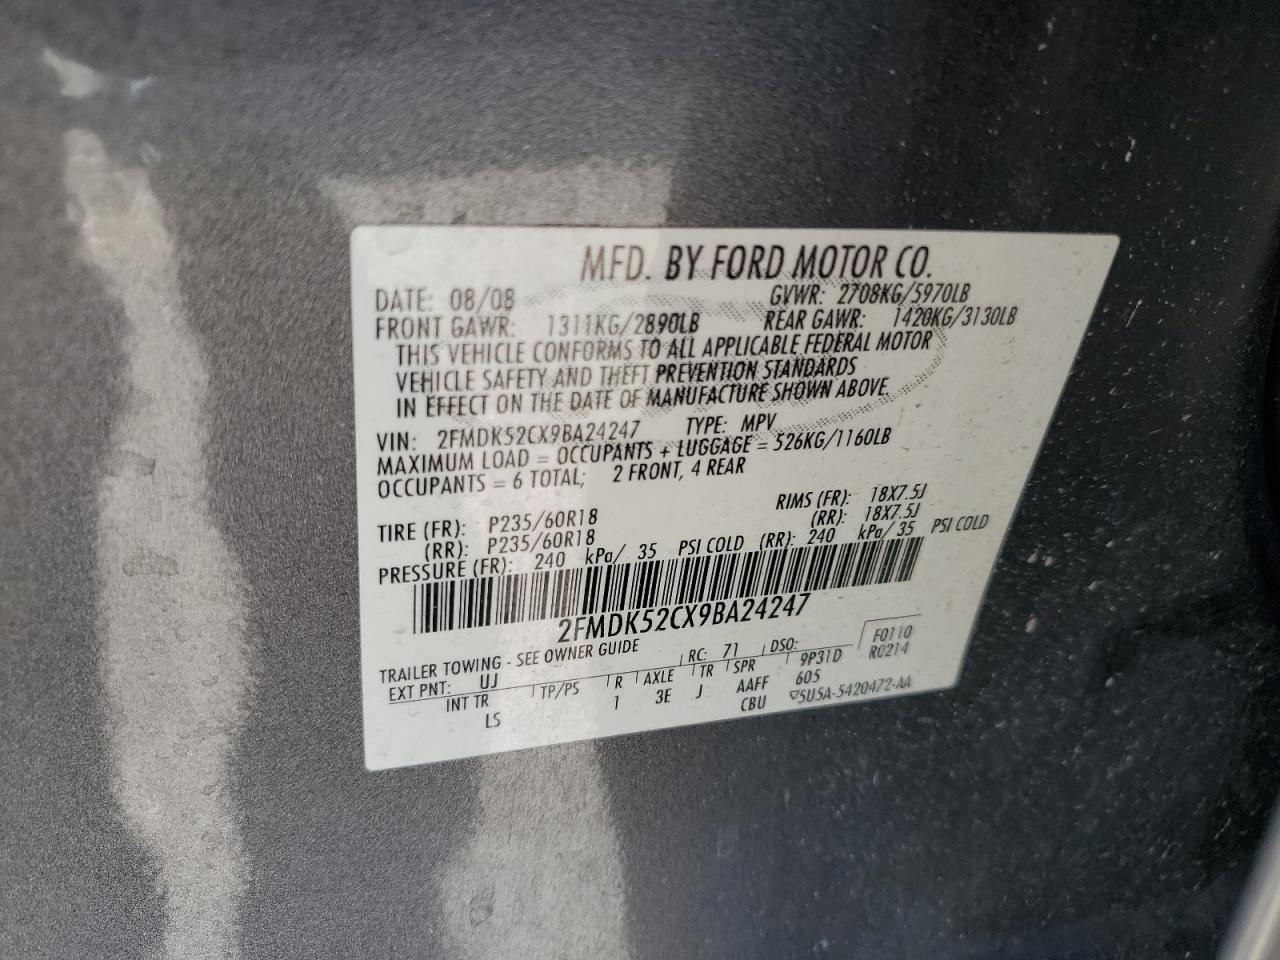 MFD. BY FORD MOTOR CO.
DATE: 08/08 GVWR: 2708KG/5970LB
FRONT GAWR: 1311KG/2890LB REAR GAWR: 1420KG/3130LB
THIS VEHICLE CONFORMS TO ALL APPLICABLE FEDERAL MOTOR
VEHICLE SAFETY AND THEFT PREVENTION STANDARDS
IN EFFECT ON THE DATE OF MANUFACTURE SHOWN ABOVE.
VIN: 2FMDK52CX9BA24247 TYPE: MPV
MAXIMUM LOAD = OCCUPANTS + LUGGAGE = 526KG/1160LB
OCCUPANTS = 6 TOTAL; 2 FRONT, 4 REAR
TIRE (FR): P235/60R18 RIMS (FR): 18X7.5J
(RR): P235/60R18 (RR): 18X7.5J
PRESSURE (FR): 240 kPa/ 35 PSI COLD (RR): 240 kPa/ 35 PSI COLD
2FMDK52CX9BA24247
TRAILER TOWING - SEE OWNER GUIDE
EXT PNT: UJ RC: 71 DSO: F0110
INT TR TP/PS R AXLE TR SPR 9P31D R0214
LS 1 3E J AAFF 605
CBU ▽5U5A-5420472-AA